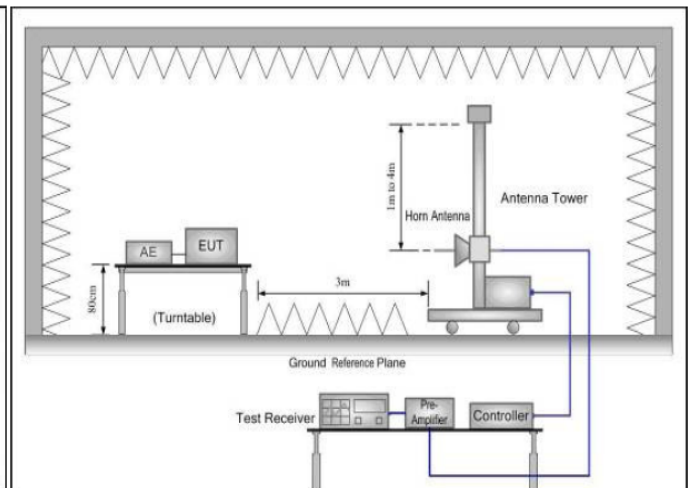 1m to 4m
Horn Antenna
Antenna Tower
AE
EUT
80cm
(Turntable)
3m
Ground Reference Plane
Test Receiver
Pre-
Amplifier
Controller